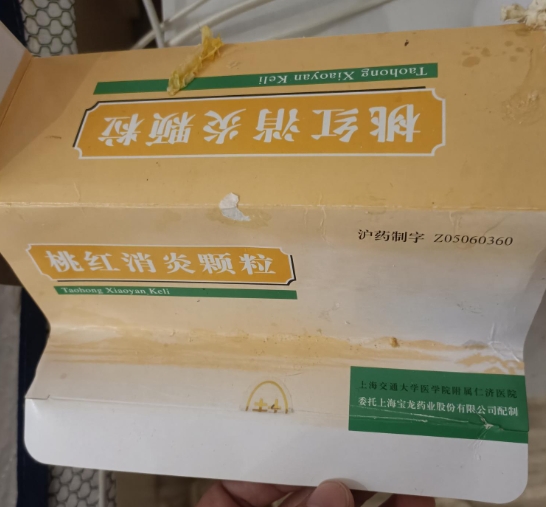 Taohong Xiaoyan Keli
桃红消炎颗粒
沪药制字 Z05060360
桃红消炎颗粒
Taohong Xiaoyan Keli
上海交通大学医学院附属仁济医院
委托上海宝龙药业股份有限公司配制